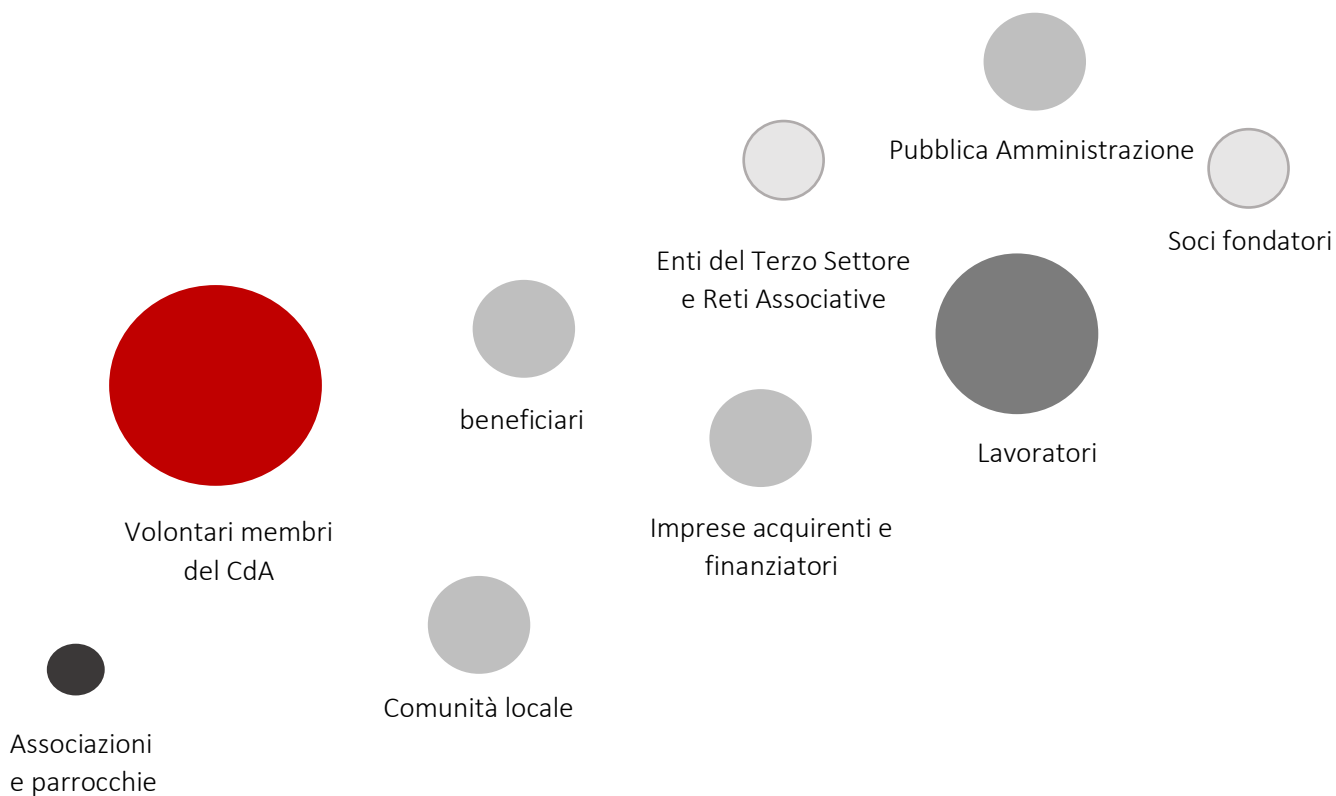 Pubblica Amministrazione
Soci fondatori
Enti del Terzo Settore
e Reti Associative
beneficiari
Lavoratori
Volontari membri
del CdA
Imprese acquirenti e
finanziatori
Comunità locale
Associazioni
e parrocchie